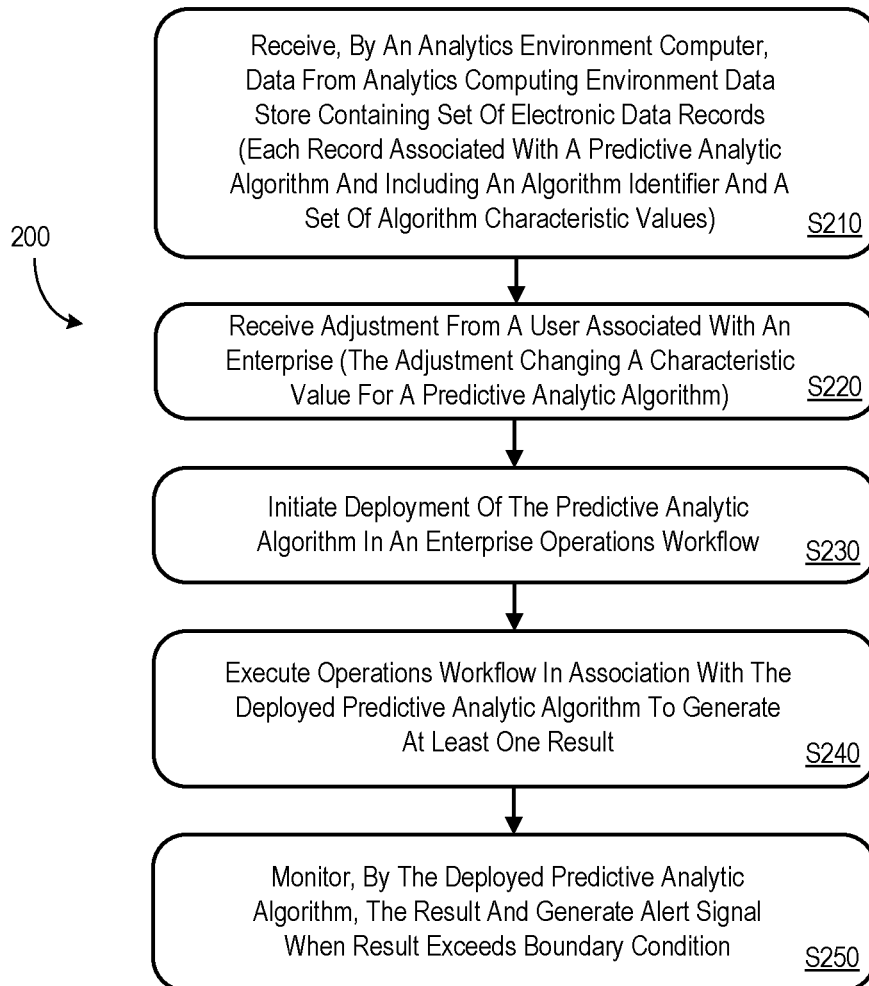 Receive, By An Analytics Environment Computer,
Data From Analytics Computing Environment Data
Store Containing Set Of Electronic Data Records
(Each Record Associated With A Predictive Analytic
Algorithm And Including An Algorithm Identifier And A
Set Of Algorithm Characteristic Values)
S210
200
Receive Adjustment From A User Associated With An
Enterprise (The Adjustment Changing A Characteristic
Value For A Predictive Analytic Algorithm)
S220
Initiate Deployment Of The Predictive Analytic
Algorithm In An Enterprise Operations Workflow
S230
Execute Operations Workflow In Association With The
Deployed Predictive Analytic Algorithm To Generate
At Least One Result
S240
Monitor, By The Deployed Predictive Analytic
Algorithm, The Result And Generate Alert Signal
When Result Exceeds Boundary Condition
S250